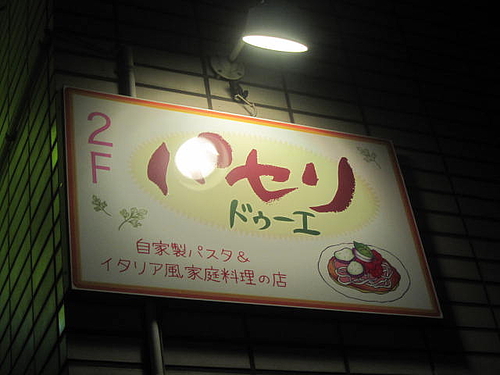 2F
パセリ
ドゥーエ
自家製パスタ&
イタリア風家庭料理の店